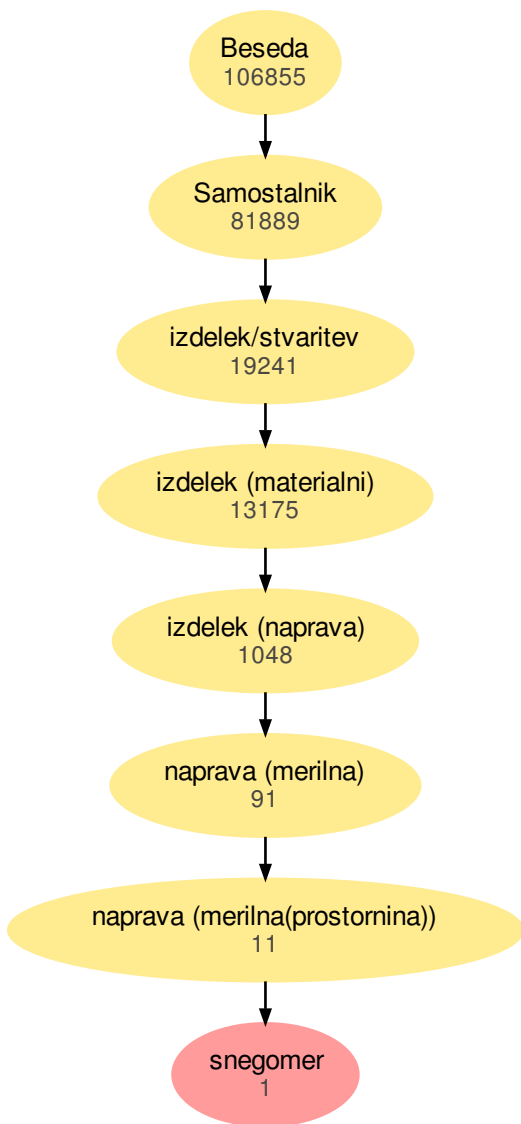 Beseda
106855
Samostalnik
81889
izdelek/stvaritev
19241
izdelek (materialni)
13175
izdelek (naprava)
1048
naprava (merilna)
91
naprava (merilna(prostornina))
11
snegomer
1